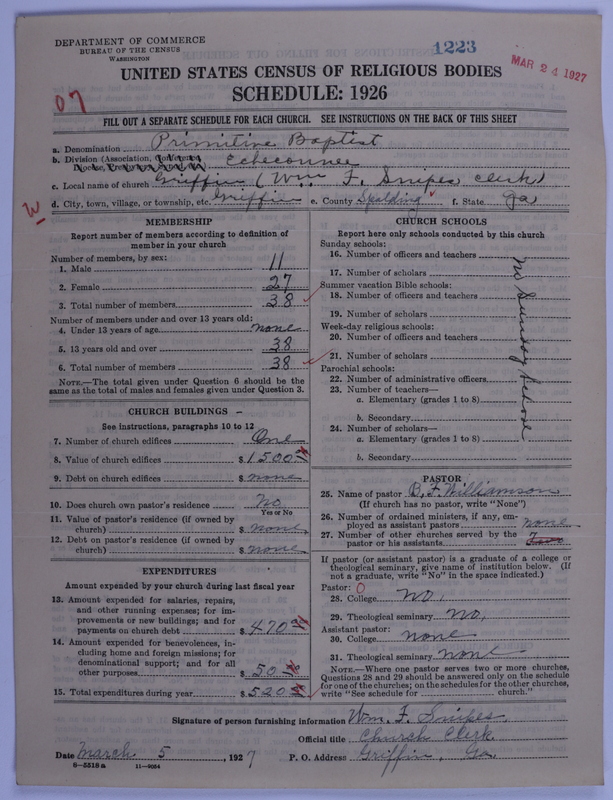 DEPARTMENT OF COMMERCE
BUREAU OF THE CENSUS
WASHINGTON
1223
MAR 24 1927
UNITED STATES CENSUS OF RELIGIOUS BODIES
SCHEDULE: 1926
07
FILL OUT A SEPARATE SCHEDULE FOR EACH CHURCH. SEE INSTRUCTIONS ON THE BACK OF THIS SHEET
a. Denomination Primitive Baptist
b. Division (Association, Conference, Diocese, Presbytery, Synod, etc.) Echeconnee
c. Local name of church Griffin (Wm. F. Snipes clerk)
d. City, town, village, or township, etc. Griffin e. County Spalding f. State Ga
W
MEMBERSHIP
Report number of members according to definition of
member in your church
Number of members, by sex:
1. Male 11
2. Female 27
3. Total number of members 38
Number of members under and over 13 years old:
4. Under 13 years of age none
5. 13 years old and over 38
6. Total number of members 38
NOTE.—The total given under Question 6 should be the
same as the total of males and females given under Question 3.
CHURCH BUILDINGS
See instructions, paragraphs 10 to 12
7. Number of church edifices One
8. Value of church edifices $1500 00
9. Debt on church edifices $ none
10. Does church own pastor's residence No
Yes or No
11. Value of pastor's residence (if owned by
church) $ none
12. Debt on pastor's residence (if owned by
church) $ none
EXPENDITURES
Amount expended by your church during last fiscal year
13. Amount expended for salaries, repairs,
and other running expenses; for im-
provements or new buildings; and for
payments on church debt $ 470 00
14. Amount expended for benevolences, in-
cluding home and foreign missions; for
denominational support; and for all
other purposes $ 50 00
15. Total expenditures during year $ 520 00
CHURCH SCHOOLS
Report here only schools conducted by this church
Sunday schools:
16. Number of officers and teachers
17. Number of scholars
Summer vacation Bible schools:
18. Number of officers and teachers
19. Number of scholars
Week-day religious schools:
20. Number of officers and teachers
21. Number of scholars
Parochial schools:
22. Number of administrative officers
23. Number of teachers—
a. Elementary (grades 1 to 8)
b. Secondary
24. Number of scholars—
a. Elementary (grades 1 to 8)
b. Secondary
No Sunday School
PASTOR
25. Name of pastor B. F. Williamson
(If church has no pastor, write "None")
26. Number of ordained ministers, if any, em-
ployed as assistant pastors none
27. Number of other churches served by the
pastor or his assistants
If pastor (or assistant pastor) is a graduate of a college or
theological seminary, give name of institution below. (If
not a graduate, write "No" in the space indicated.)
Pastor: 0
28. College No.
29. Theological seminary No.
Assistant pastor:
30. College none
31. Theological seminary none
NOTE.—Where one pastor serves two or more churches,
Questions 28 and 29 should be answered only on the schedule
for one of the churches; on the schedules for the other churches,
write "See schedule for church."
Signature of person furnishing information Wm. F. Snipes
Official title Church Clerk
Date March 5, 1927 P. O. Address Griffin, Ga.
8-5518a 11-9064